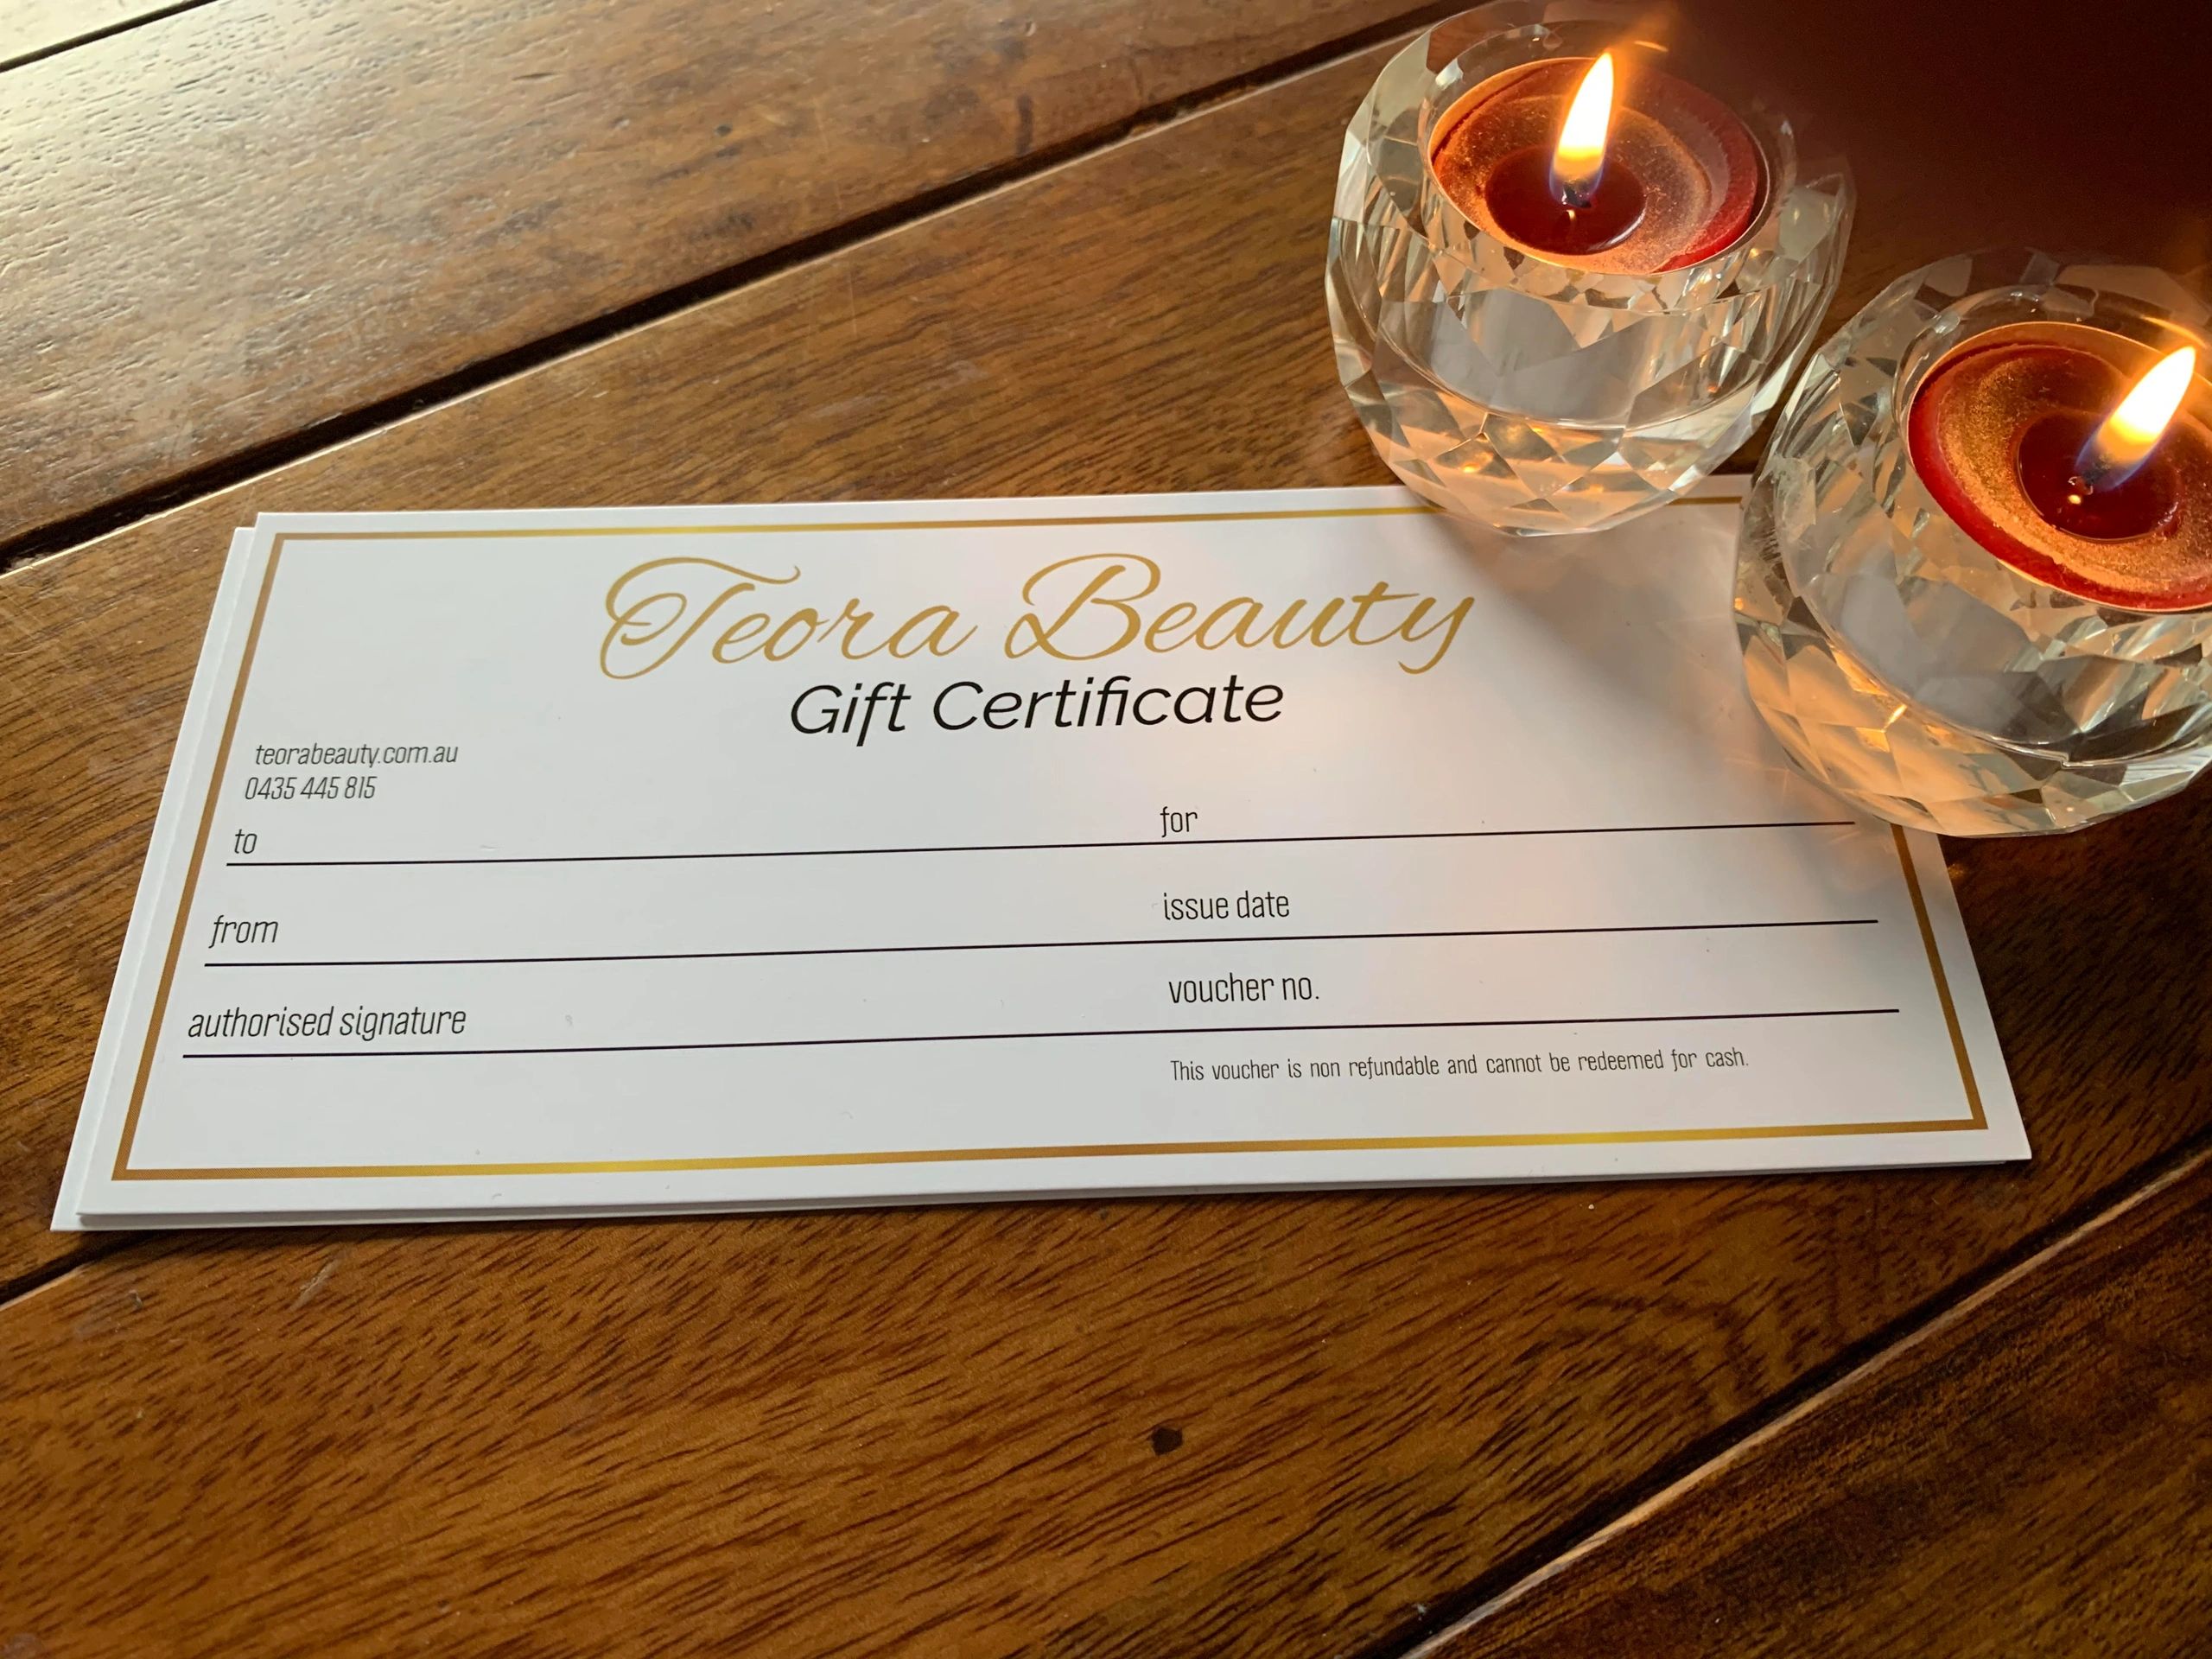 Teora Beauty
Gift Certificate
teorabeauty.com.au
0435 445 815
to
for
from
issue date
authorised signature
voucher no.
This voucher is non refundable and cannot be redeemed for cash.